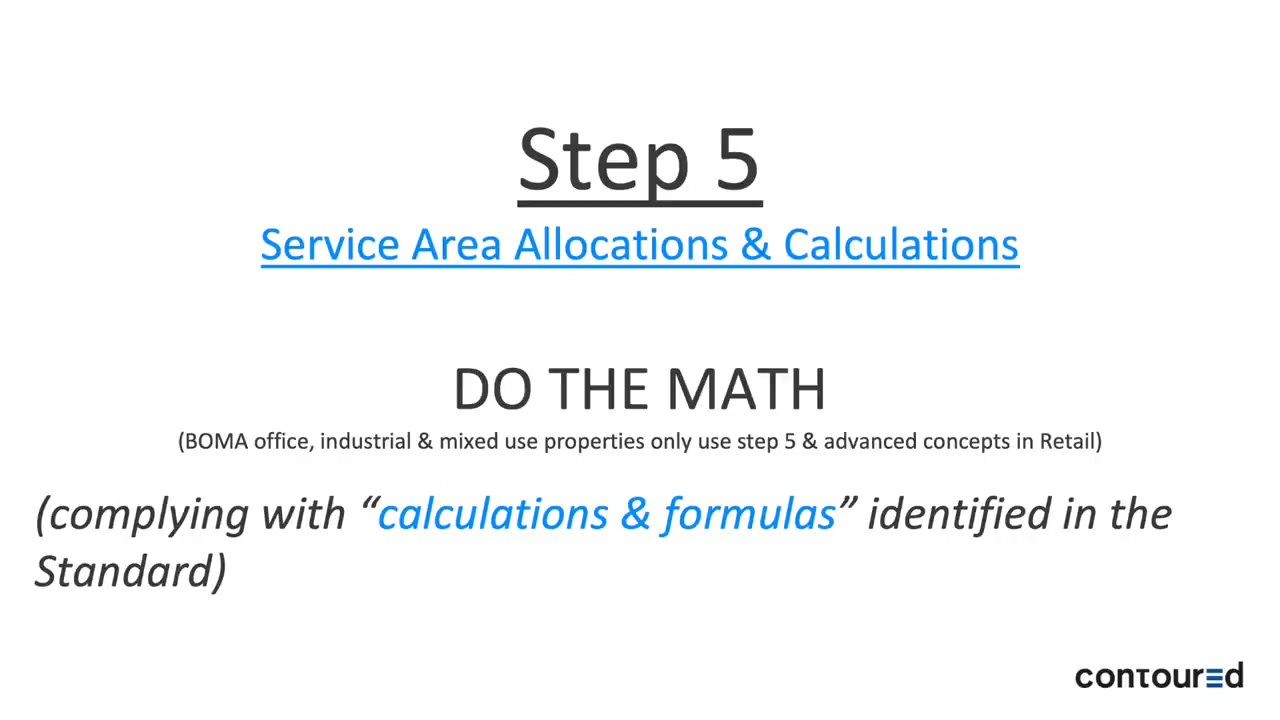 Step 5
Service Area Allocations & Calculations
DO THE MATH
(BOMA office, industrial & mixed use properties only use step 5 & advanced concepts in Retail)
(complying with “calculations & formulas” identified in the
Standard)
contoured